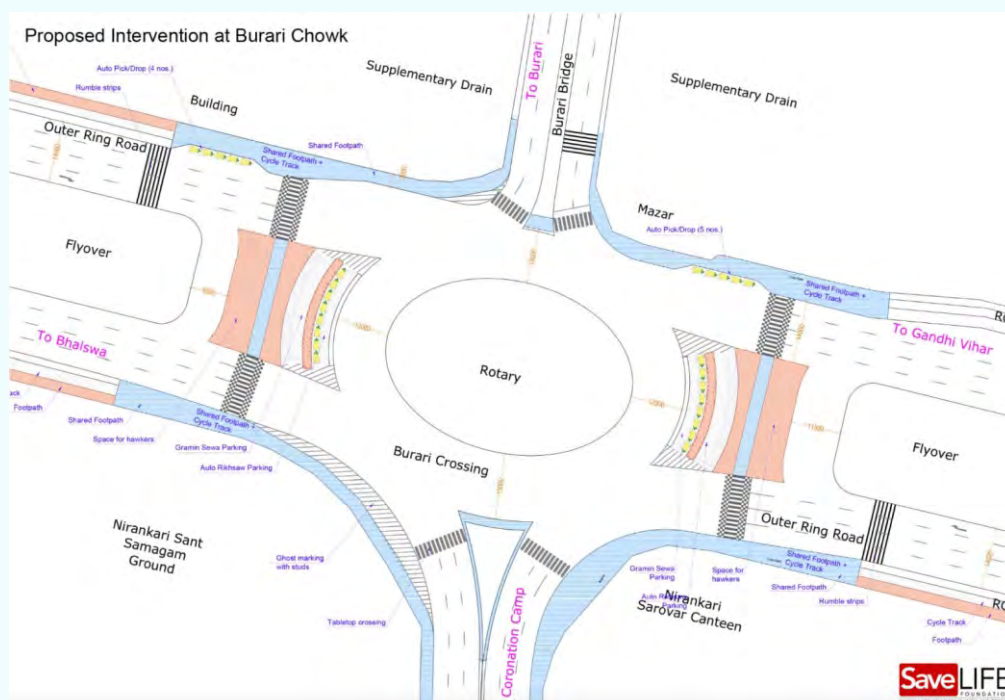 Proposed Intervention at Burari Chowk
Auto Pick/Drop (4 nos.)
Rumble strips
Building
Outer Ring Road
Shared Footpath +
Cycle Track
Shared Footpath
Supplementary Drain
To Burari
Burari Bridge
Supplementary Drain
Mazar
Auto Pick/Drop (5 nos.)
Shared Footpath +
Cycle Track
To Gandhi Vihar
Flyover
To Bhalswa
Footpath
Shared Footpath
Space for hawkers
Shared Footpath +
Cycle Track
Gramin Sewa Parking
Auto Rikhsaw Parking
Rotary
Burari Crossing
Flyover
Outer Ring Road
Nirankari Sant
Samagam
Ground
Ghost marking
with studs
Tabletop crossing
Coronation Camp
Gramin Sewa
Parking
Space for
hawkers
Parking
Nirankari
Sarovar Canteen
Shared Footpath +
Cycle Track
Shared Footpath
Rumble strips
Cycle Track
Footpath
SaveLIFE
FOUNDATION